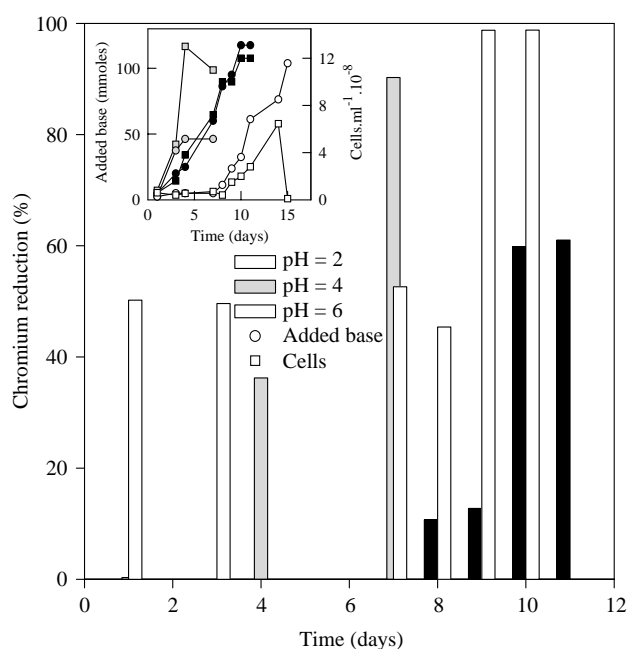 Chromium reduction (%)
100
80
60
40
20
0
0 2 4 6 8 10 12
Time (days)
Added base (mmoles)
100
50
0
12
8
4
0
Cells.ml⁻¹.10⁻⁸
0 5 10 15
Time (days)
pH = 2
pH = 4
pH = 6
Added base
Cells